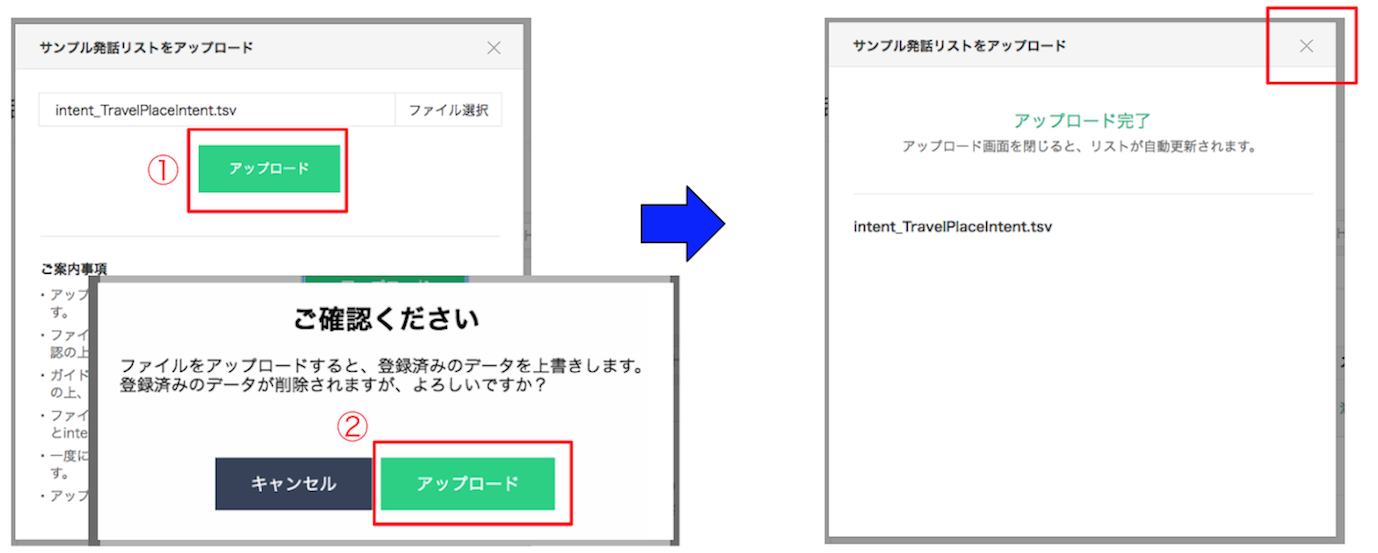 サンプル発話リストをアップロード
intent_TravelPlaceIntent.tsv
ファイル選択
①
アップロード
ご案内事項
・アップ
す。
・ファイ
認の上
・ガイド
の上、
・ファイ
とinte
・一度に
す。
・アップ
ご確認ください
ファイルをアップロードすると、登録済みのデータを上書きします。
登録済みのデータが削除されますが、よろしいですか？
②
キャンセル
アップロード
サンプル発話リストをアップロード
アップロード完了
アップロード画面を閉じると、リストが自動更新されます。
intent_TravelPlaceIntent.tsv